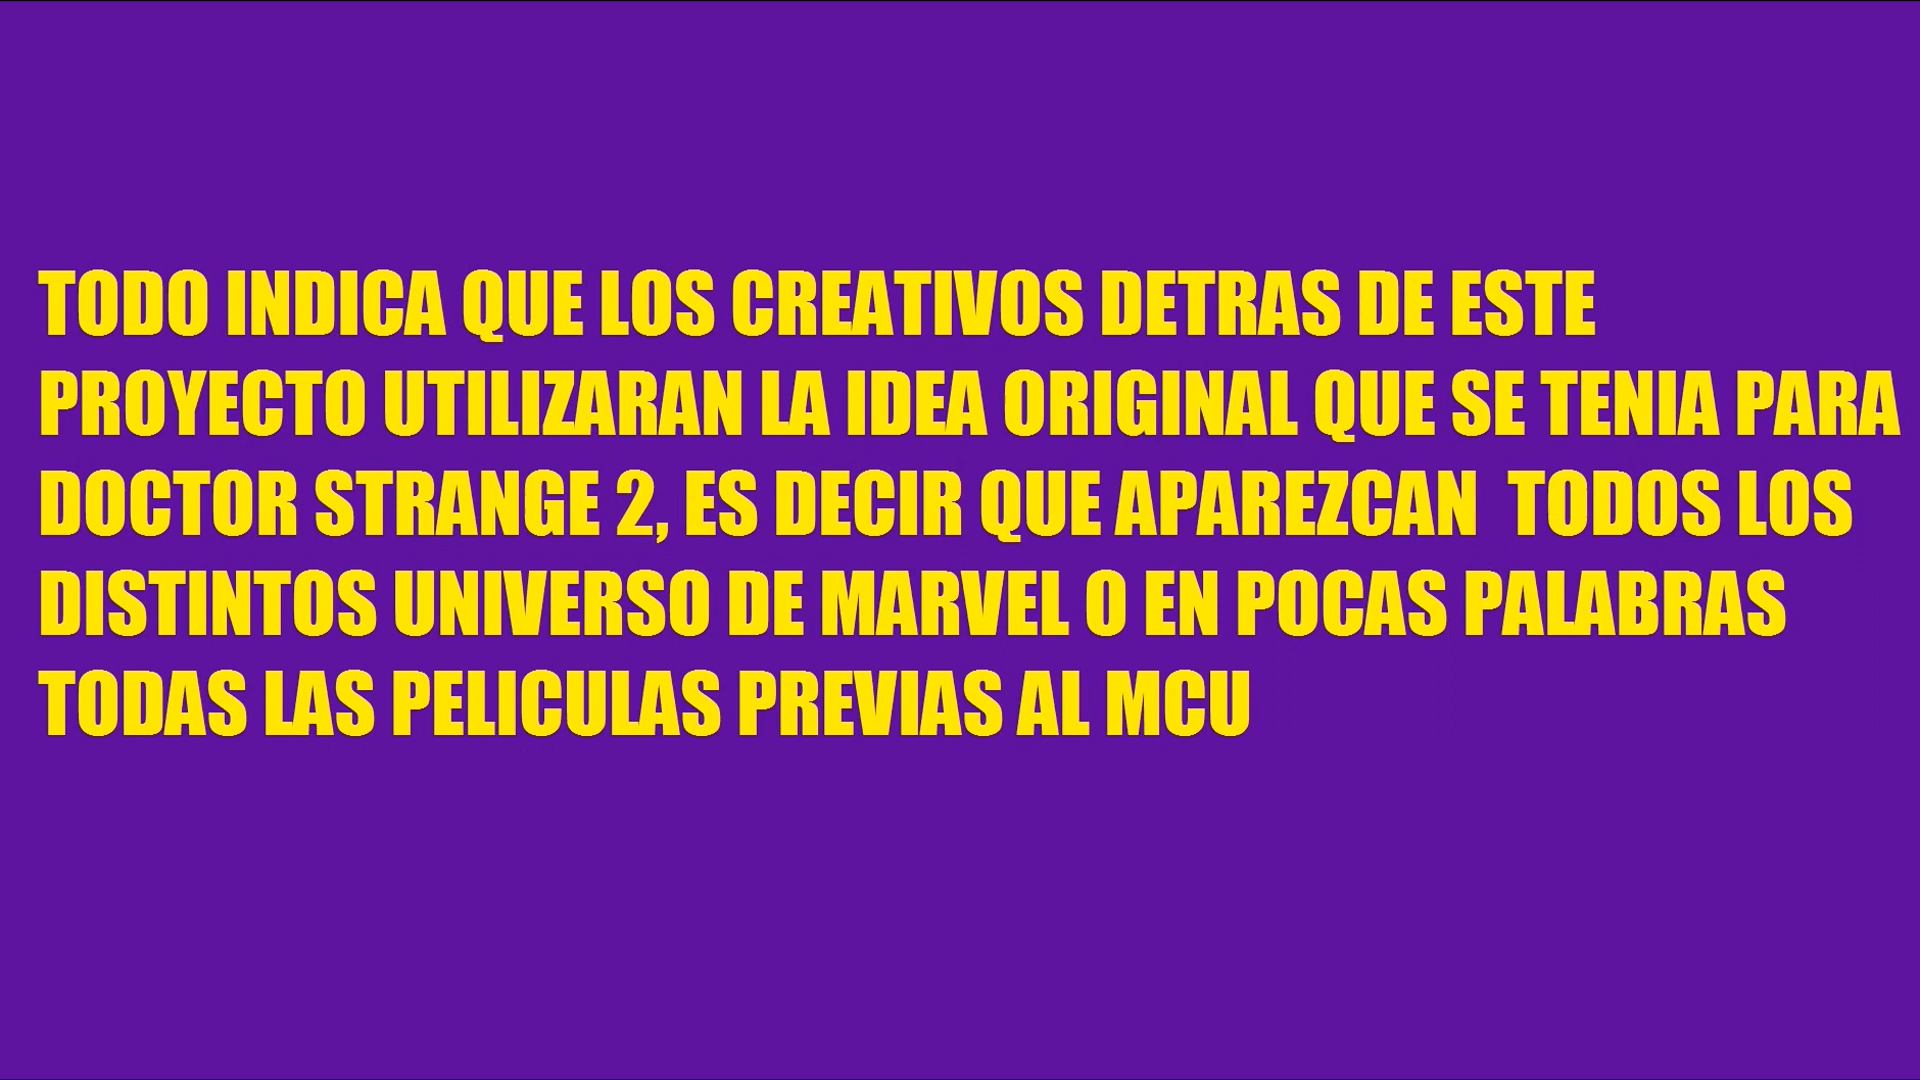 TODO INDICA QUE LOS CREATIVOS DETRAS DE ESTE
PROYECTO UTILIZARAN LA IDEA ORIGINAL QUE SE TENIA PARA
DOCTOR STRANGE 2, ES DECIR QUE APAREZCAN  TODOS LOS
DISTINTOS UNIVERSO DE MARVEL O EN POCAS PALABRAS
TODAS LAS PELICULAS PREVIAS AL MCU